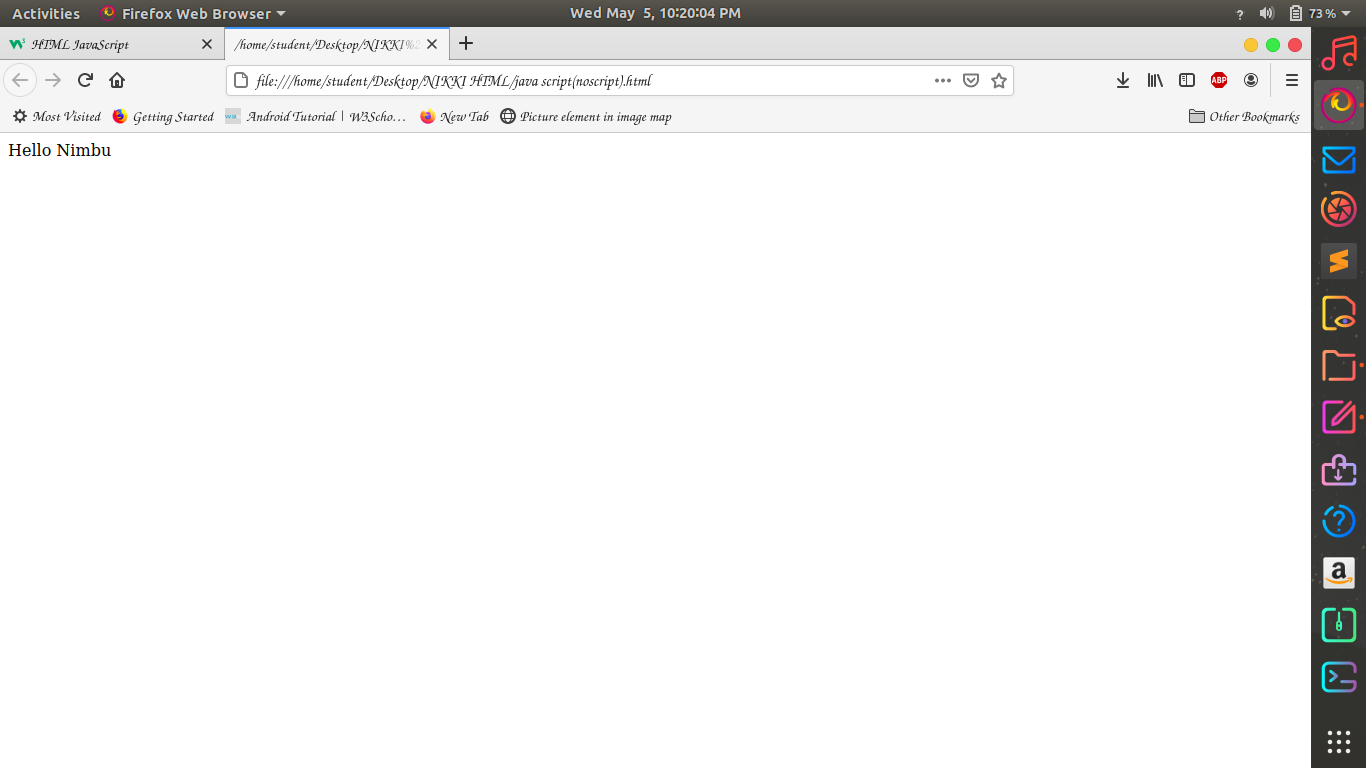 Activities Firefox Web Browser Wed May 5, 10:20:04 PM ? 73 %
W3 HTML JavaScript /home/student/Desktop/NIKKI%2
file:///home/student/Desktop/NIKKI HTML/java script(noscript).html ABP
Most Visited Getting Started Android Tutorial | W3Scho… New Tab Picture element in image map Other Bookmarks
Hello Nimbu